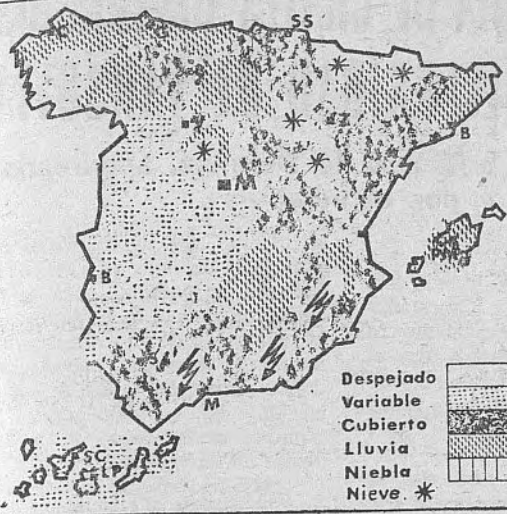 C
G
SS
B
V
M
PM
B
M
SC
LP
Despejado
Variable
Cubierto
Lluvia
Niebla
Nieve